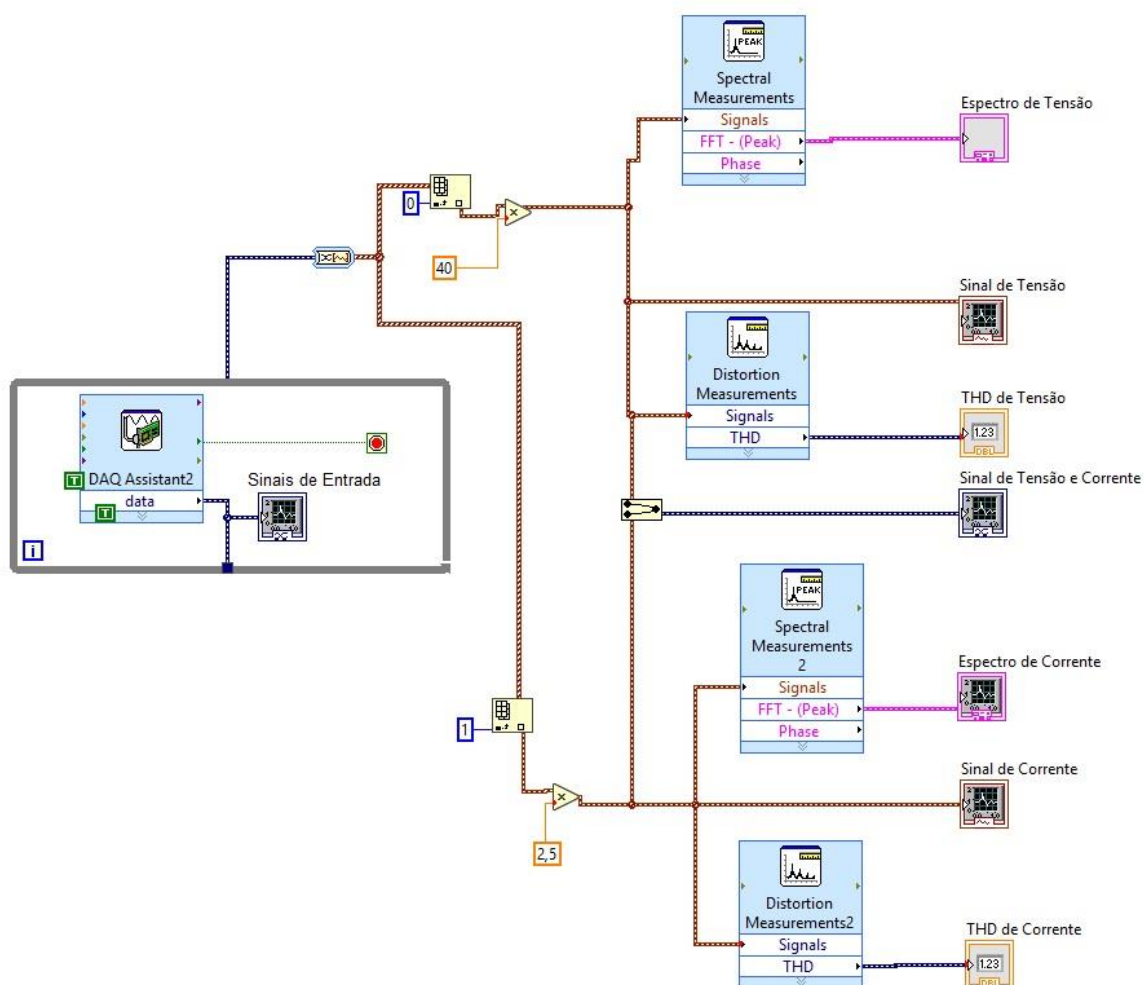 PEAK
Spectral
Measurements
Signals
FFT - (Peak)
Phase
Espectro de Tensão
0
40
Sinal de Tensão
Distortion
Measurements
Signals
THD
THD de Tensão
1.23
DBL
DAQ Assistant2
data
T
T
Sinais de Entrada
i
Sinal de Tensão e Corrente
PEAK
Spectral
Measurements
2
Signals
FFT - (Peak)
Phase
Espectro de Corrente
1
2,5
Sinal de Corrente
Distortion
Measurements2
Signals
THD
THD de Corrente
1.23
DBL